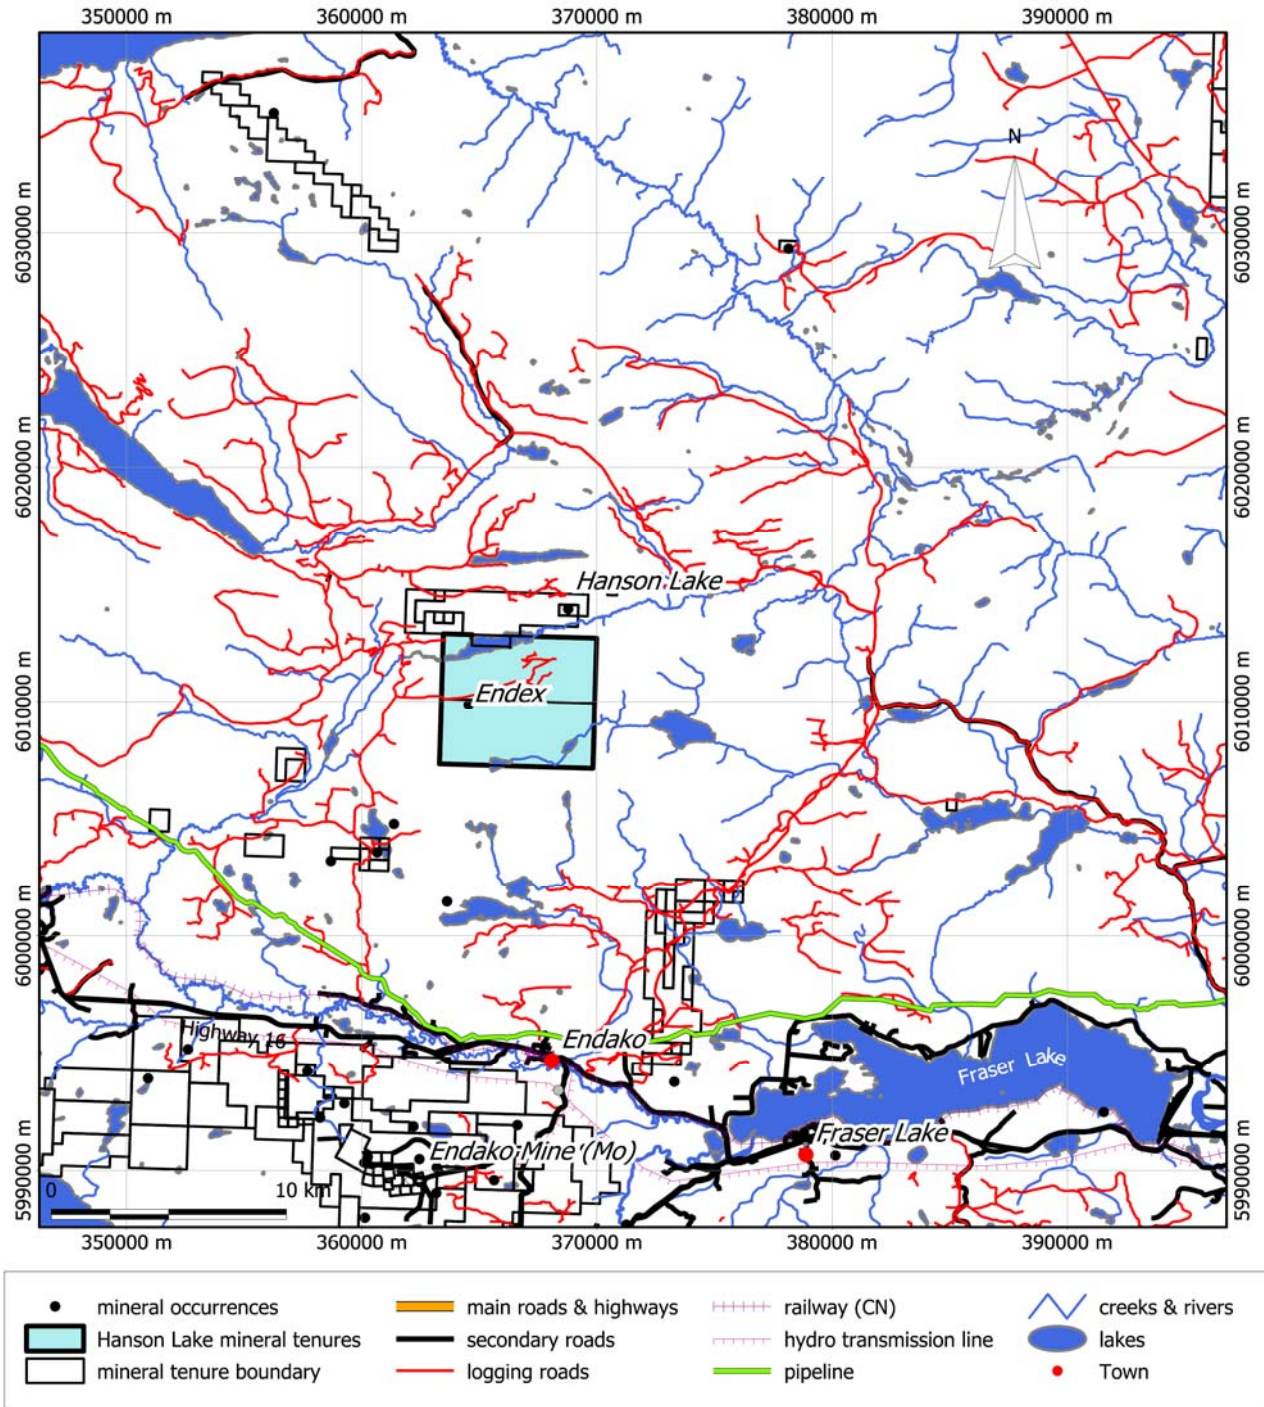 350000 m 360000 m 370000 m 380000 m 390000 m
N
6030000 m 6030000 m
6020000 m 6020000 m
Hanson Lake
6010000 m 6010000 m
Endex
6000000 m 6000000 m
Highway 16
Endako
Fraser Lake
Fraser Lake
Endako Mine (Mo)
5990000 m 5990000 m
0 10 km
350000 m 360000 m 370000 m 380000 m 390000 m
mineral occurrences main roads & highways railway (CN) creeks & rivers
Hanson Lake mineral tenures secondary roads hydro transmission line lakes
mineral tenure boundary logging roads pipeline Town